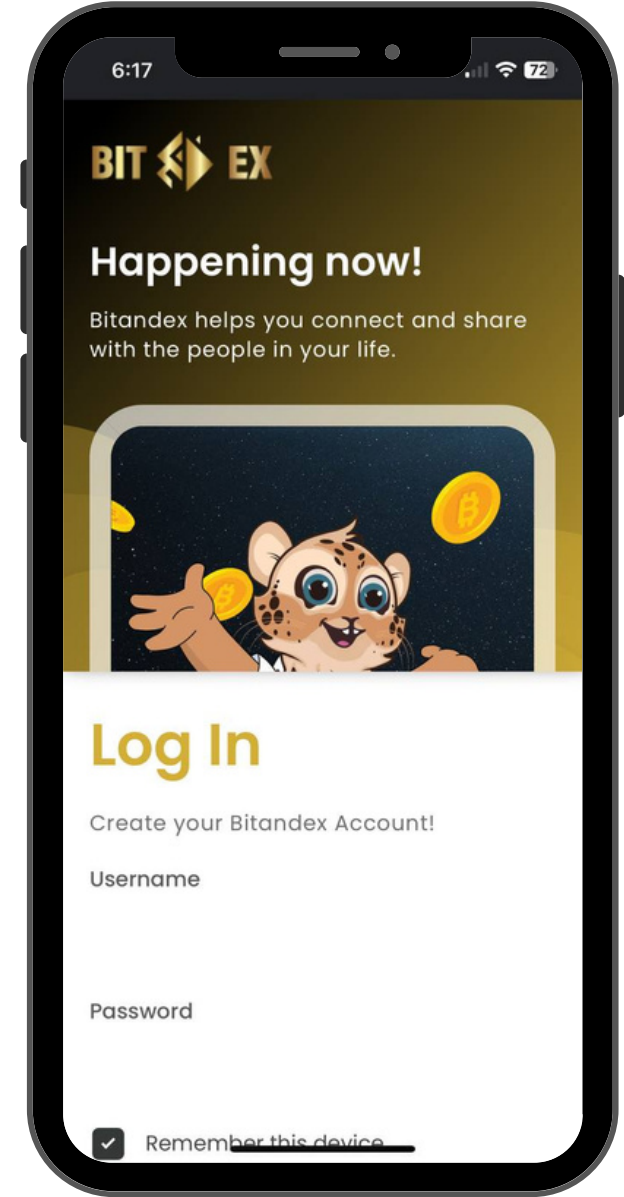 6:17
72
BIT EX
Happening now!
Bitandex helps you connect and share
with the people in your life.
Log In
Create your Bitandex Account!
Username
Password
Remember this device